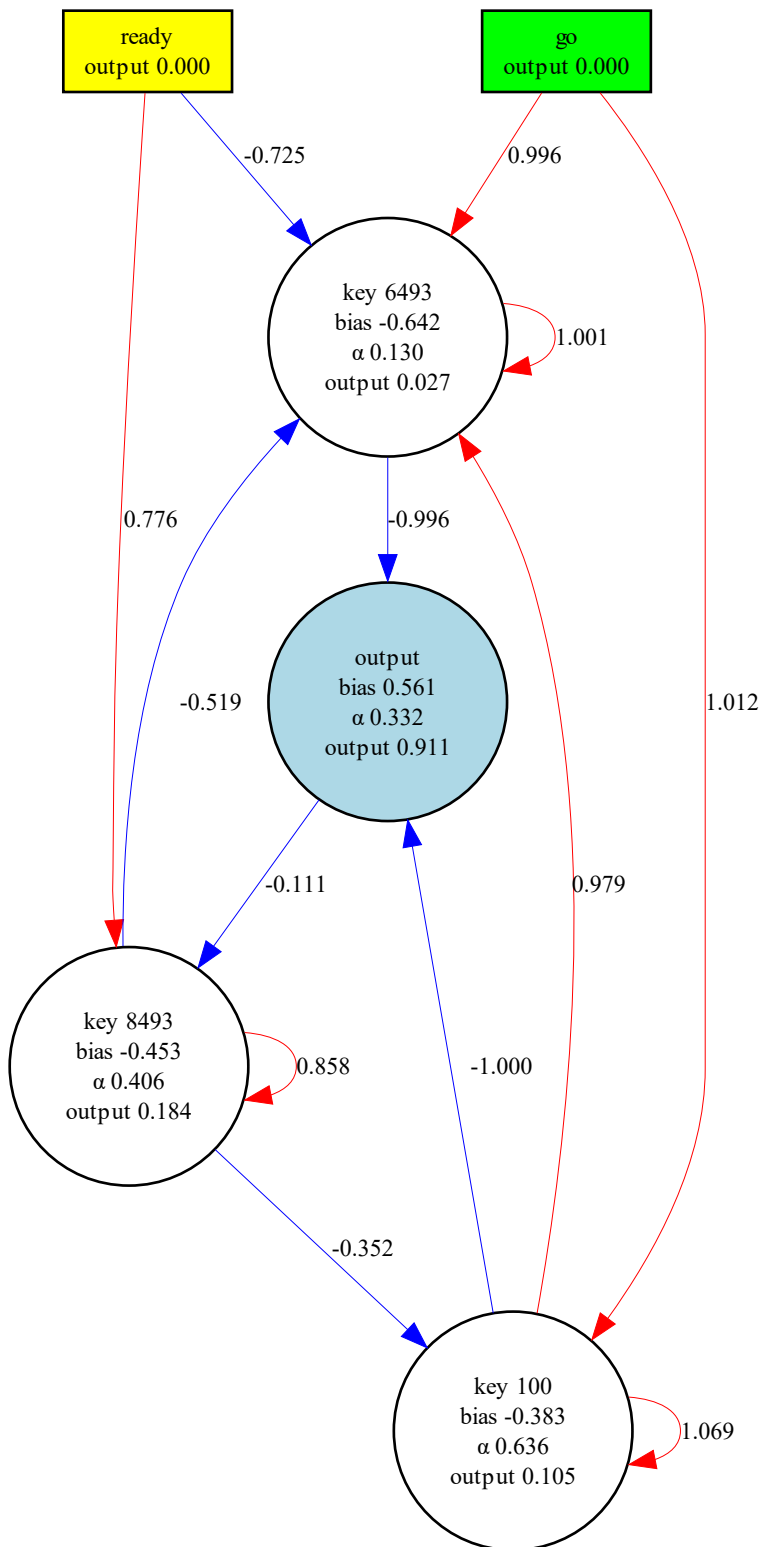 ready
output 0.000
go
output 0.000
-0.725
0.996
key 6493
bias -0.642
α 0.130
output 0.027
1.001
0.776
-0.996
-0.519
output
bias 0.561
α 0.332
output 0.911
1.012
-0.111
0.979
key 8493
bias -0.453
α 0.406
output 0.184
0.858
-1.000
-0.352
key 100
bias -0.383
α 0.636
output 0.105
1.069